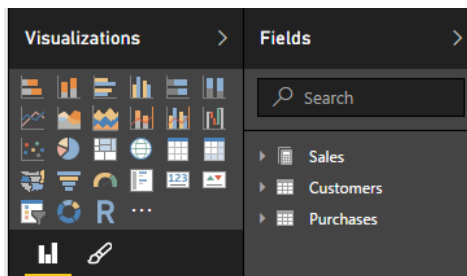 Visualizations
Fields
Search
123
R
Sales
Customers
Purchases